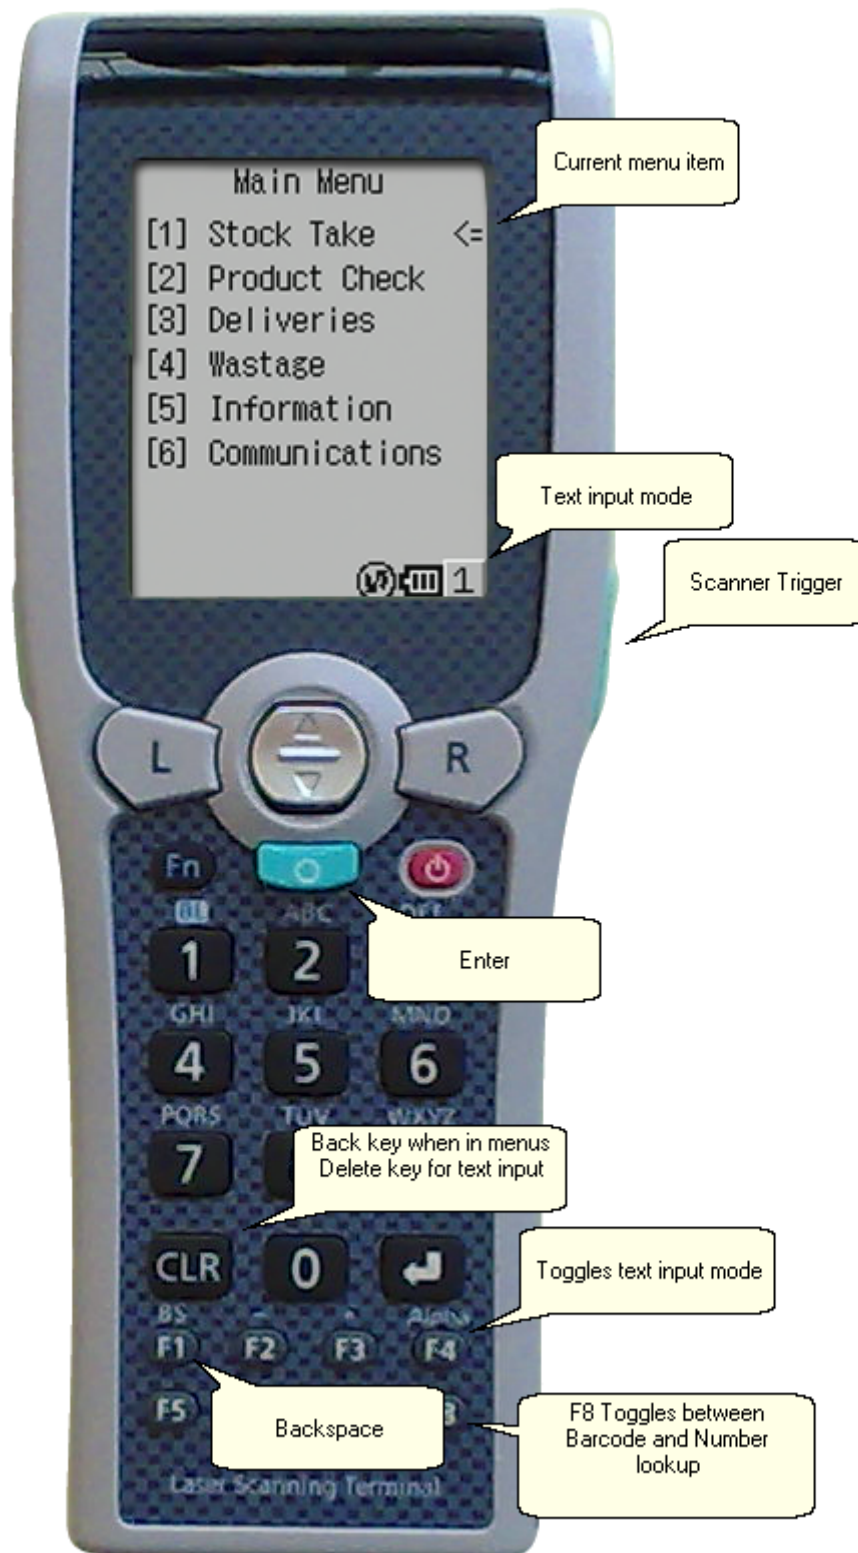 Main Menu
Current menu item
[1] Stock Take <=
[2] Product Check
[3] Deliveries
[4] Wastage
[5] Information
[6] Communications
Text input mode
1
Scanner Trigger
L
R
Fn
BL ABC DEF
1 2
Enter
GHI JKL MNO
4 5 6
PQRS TUV WXYZ
7
Back key when in menus
Delete key for text input
CLR 0
Toggles text input mode
BS - + Alpha
F1 F2 F3 F4
F5
Backspace
F8 Toggles between
Barcode and Number
lookup
Laser Scanning Terminal